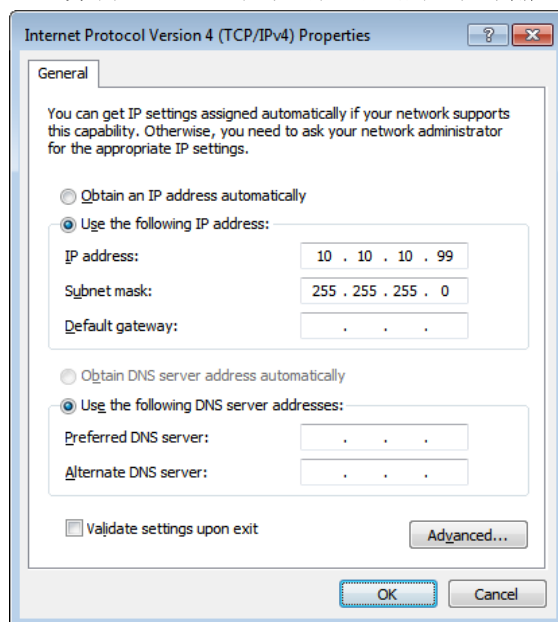 Internet Protocol Version 4 (TCP/IPv4) Properties
General
You can get IP settings assigned automatically if your network supports
this capability. Otherwise, you need to ask your network administrator
for the appropriate IP settings.
Obtain an IP address automatically
Use the following IP address:
IP address: 10 . 10 . 10 . 99
Subnet mask: 255 . 255 . 255 . 0
Default gateway: . . .
Obtain DNS server address automatically
Use the following DNS server addresses:
Preferred DNS server: . . .
Alternate DNS server: . . .
Validate settings upon exit
Advanced...
OK Cancel